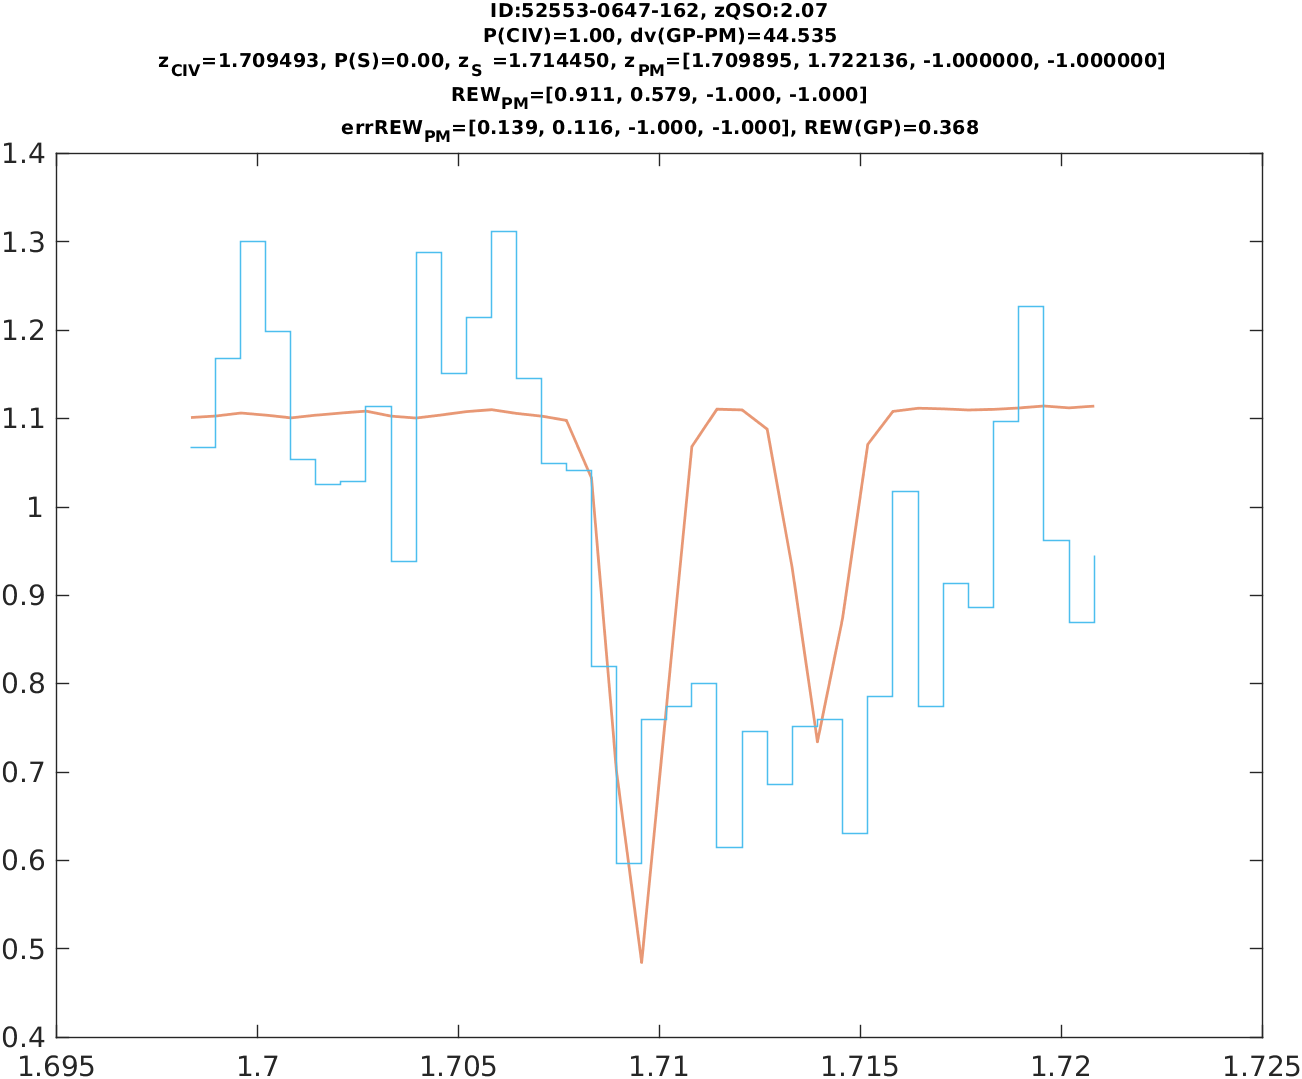 ID:52553-0647-162, zQSO:2.07
P(CIV)=1.00, dv(GP-PM)=44.535
zCIV=1.709493, P(S)=0.00, zS =1.714450, zPM=[1.709895, 1.722136, -1.000000, -1.000000]
REWPM=[0.911, 0.579, -1.000, -1.000]
errREWPM=[0.139, 0.116, -1.000, -1.000], REW(GP)=0.368
1.4
1.3
1.2
1.1
1
0.9
0.8
0.7
0.6
0.5
0.4
1.695 1.7 1.705 1.71 1.715 1.72 1.725